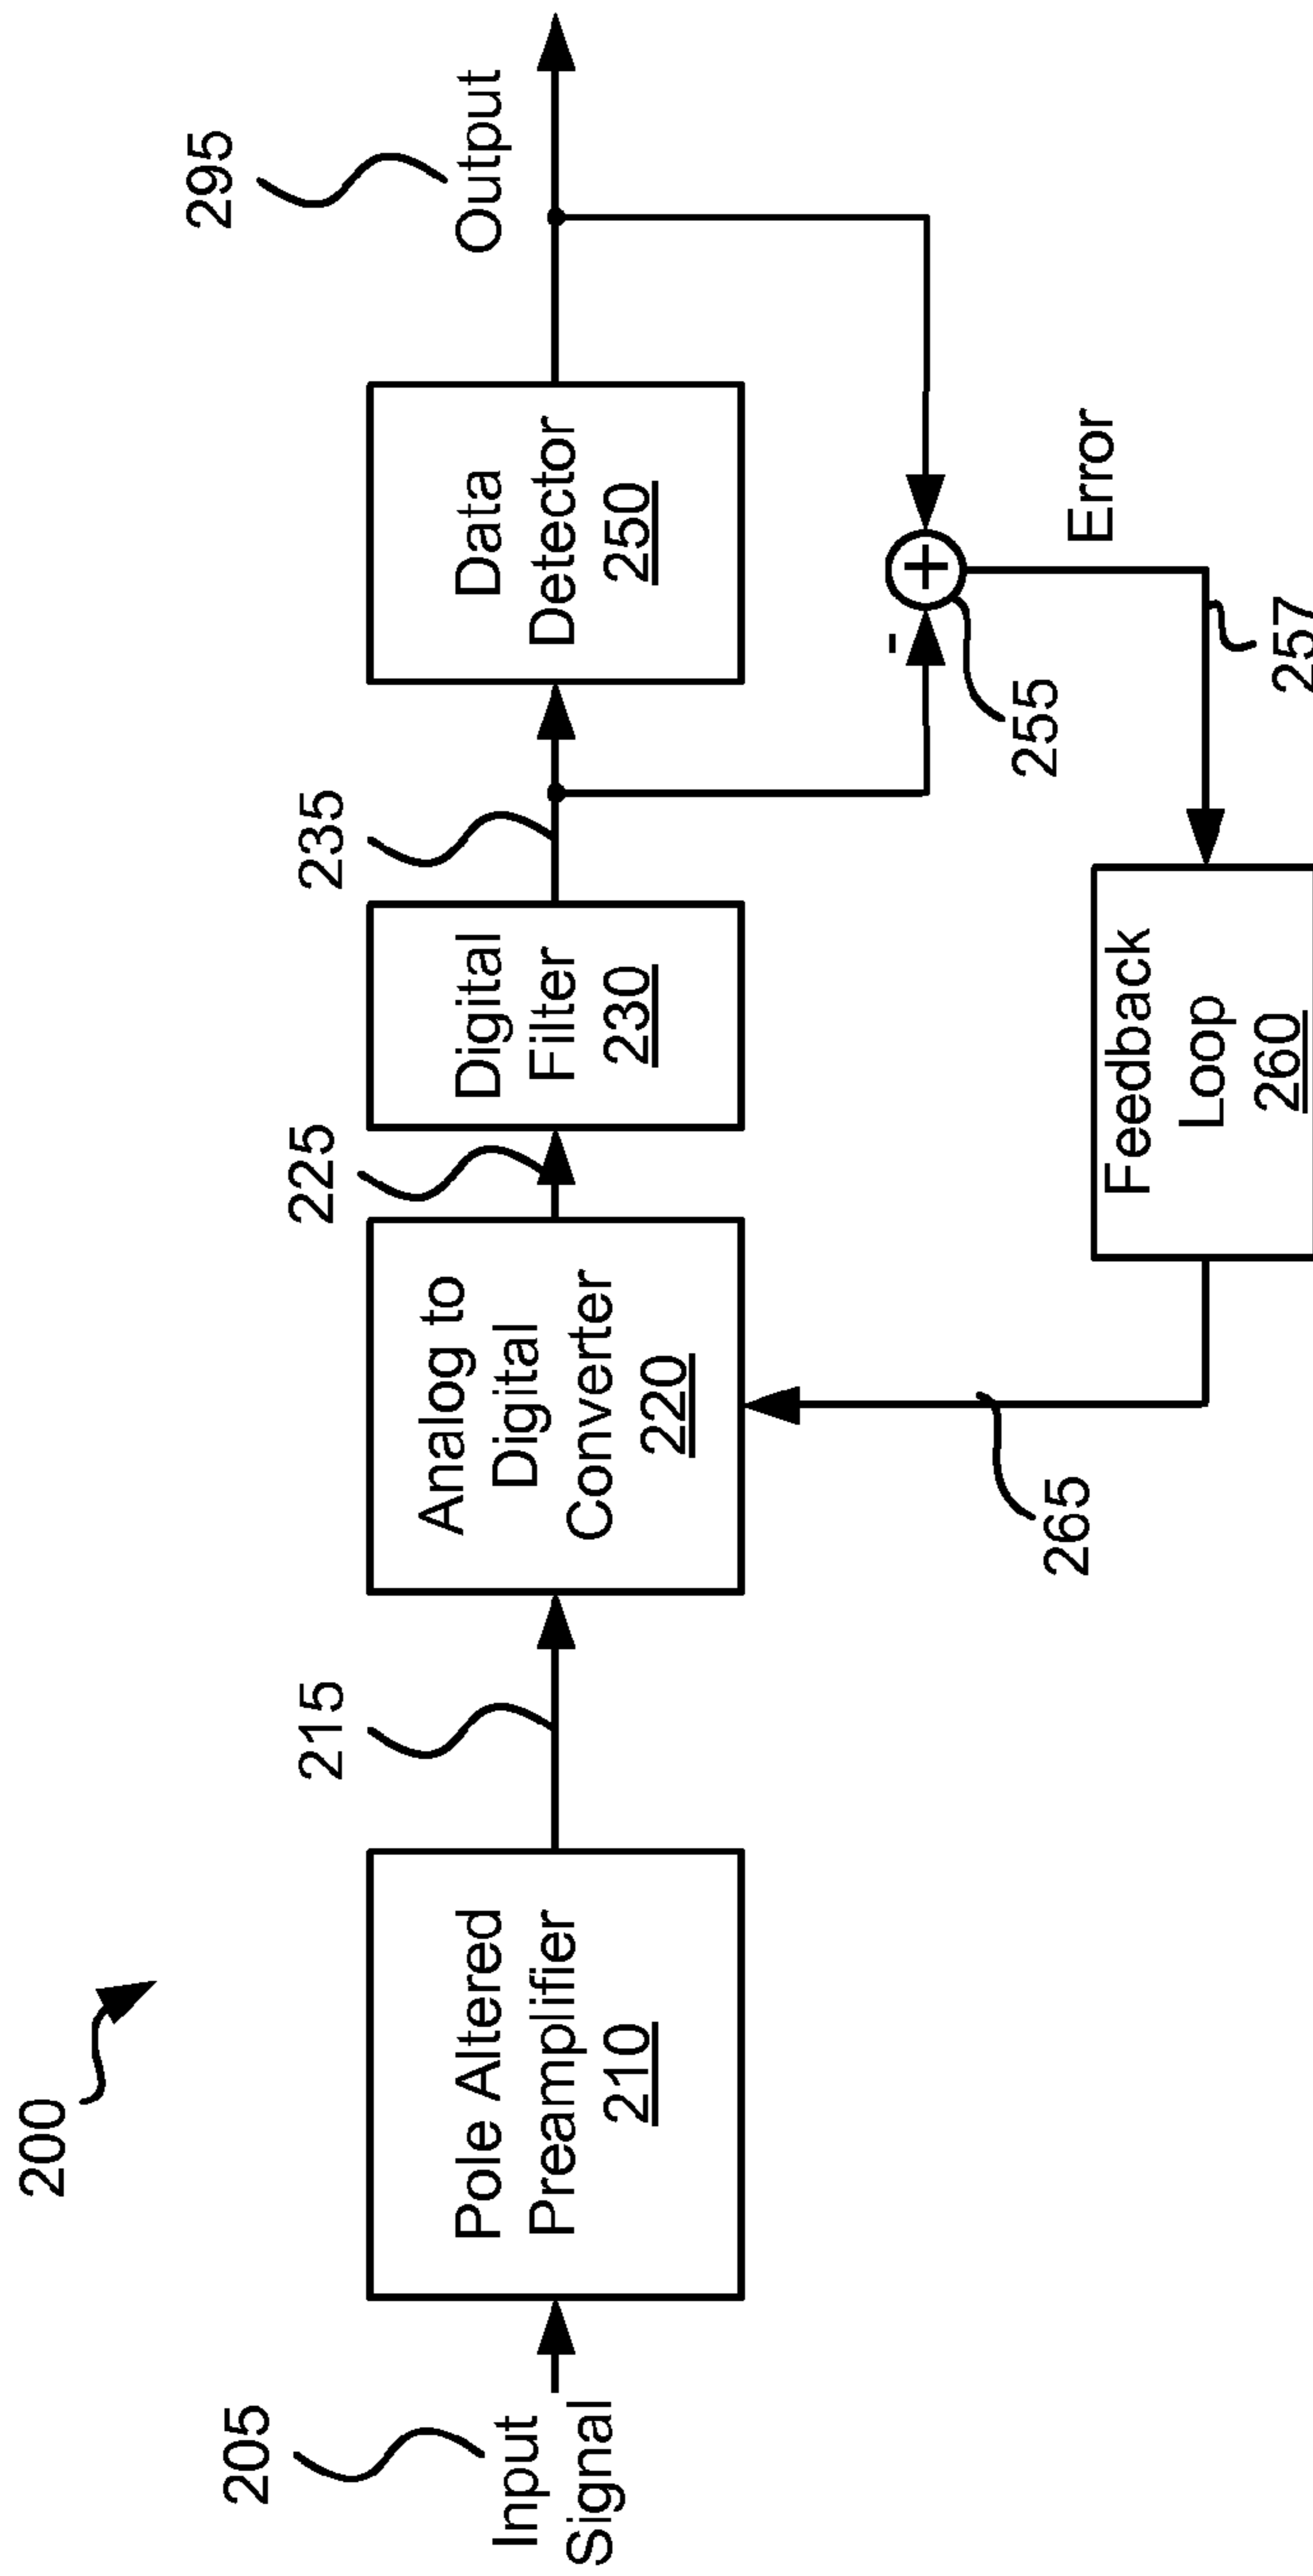 200
205
Input
Signal
Pole Altered
Preamplifier
210
215
Analog to
Digital
Converter
220
225
Digital
Filter
230
235
Data
Detector
250
295
Output
-
+
255
Error
257
Feedback
Loop
260
265